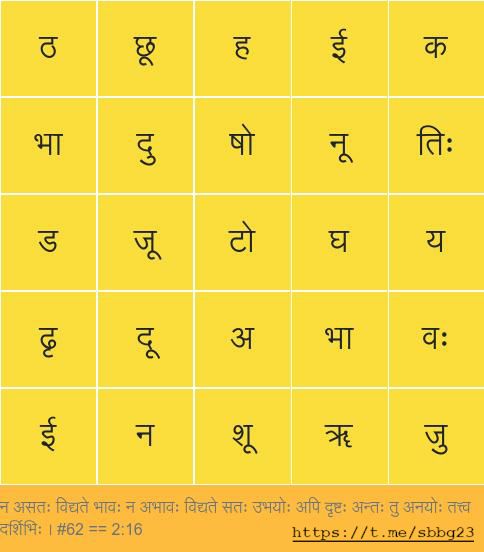 ठ छू ह ई क
भा दु षो नू तिः
ड जू टो घ य
ढृ दू अ भा वः
ई न शू ॠ जु
न असतः विद्यते भावः न अभावः विद्यते सतः उभयोः अपि दृष्टः अन्तः तु अनयोः तत्त्व
दर्शिभिः । #62 == 2:16 https://t.me/sbbg23